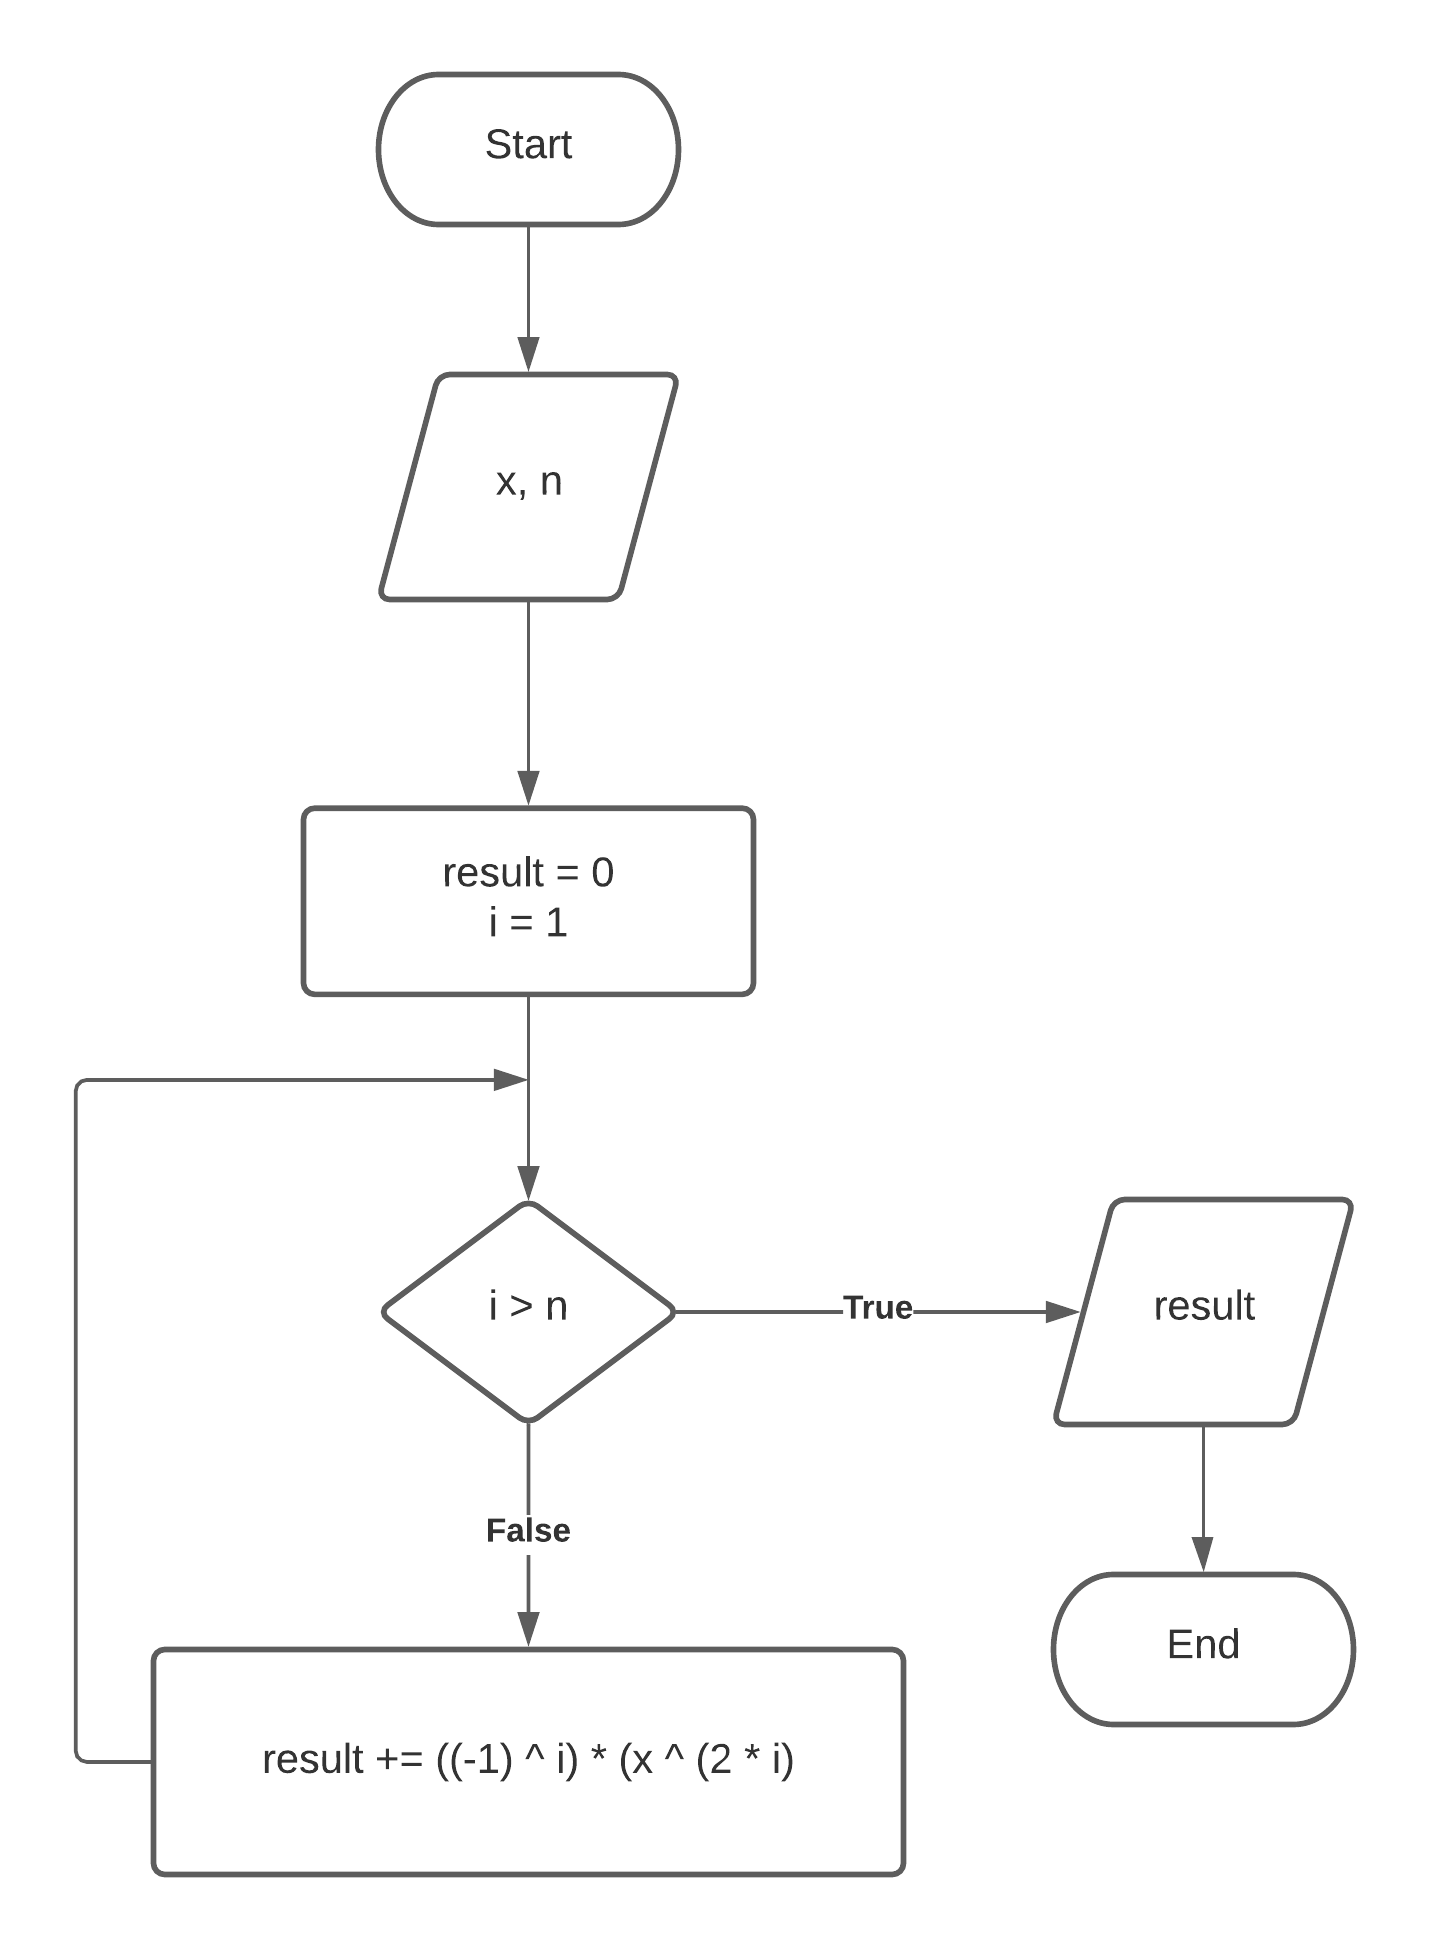 Start
x, n
result = 0
i = 1
i > n
True
result
False
End
result += ((-1) ^ i) * (x ^ (2 * i)